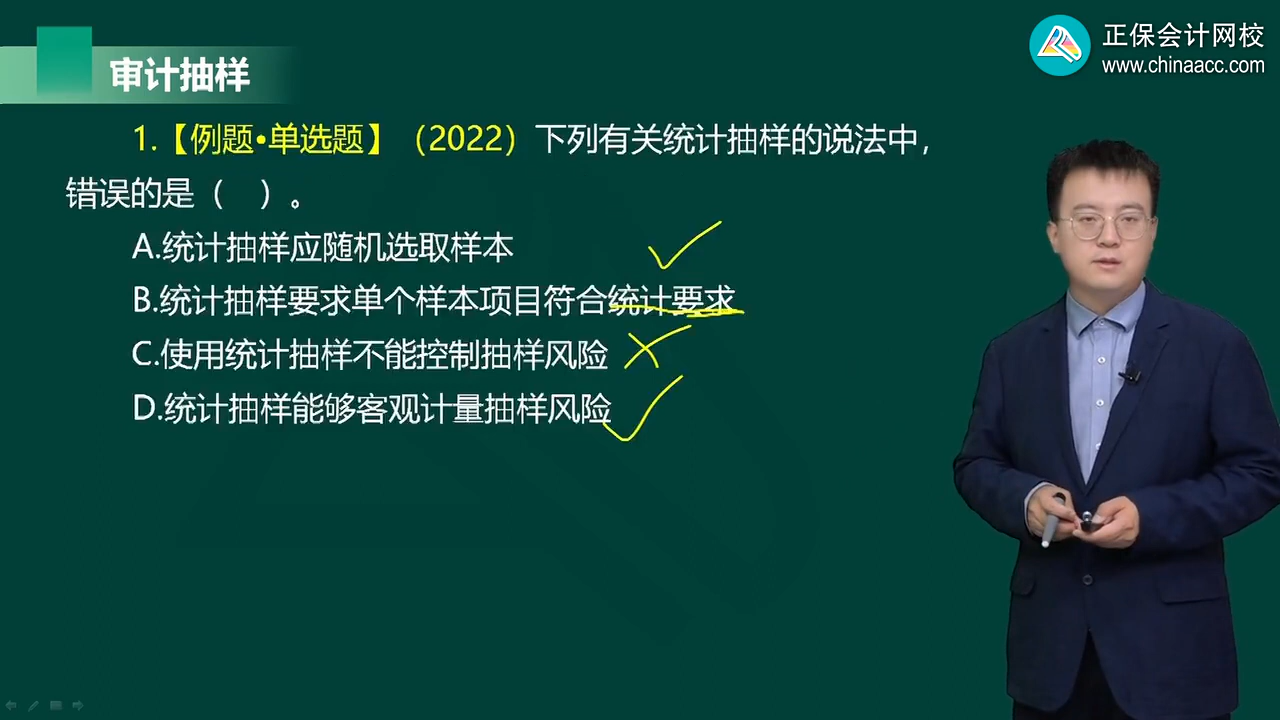 正保会计网校
www.chinaacc.com
审计抽样
1.【例题•单选题】（2022）下列有关统计抽样的说法中，
错误的是（ ）。
A.统计抽样应随机选取样本
B.统计抽样要求单个样本项目符合统计要求
C.使用统计抽样不能控制抽样风险
D.统计抽样能够客观计量抽样风险